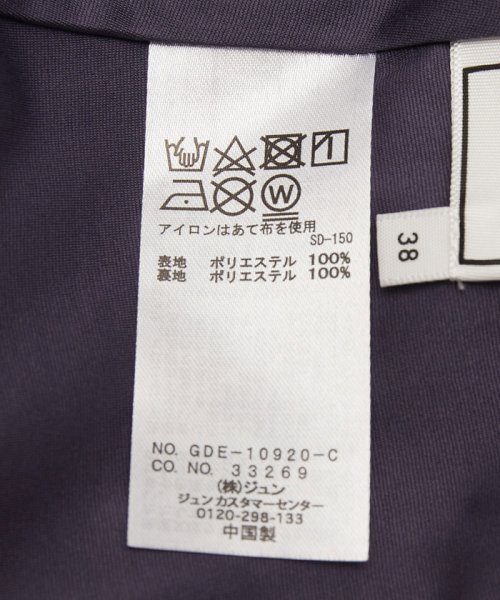 W
アイロンはあて布を使用
SD-150
表地 ポリエステル 100%
裏地 ポリエステル 100%
NO. GDE-10920-C
CO. NO. 33269
(株)ジュン
ジュン カスタマーセンター
0120-298-133
中国製
38